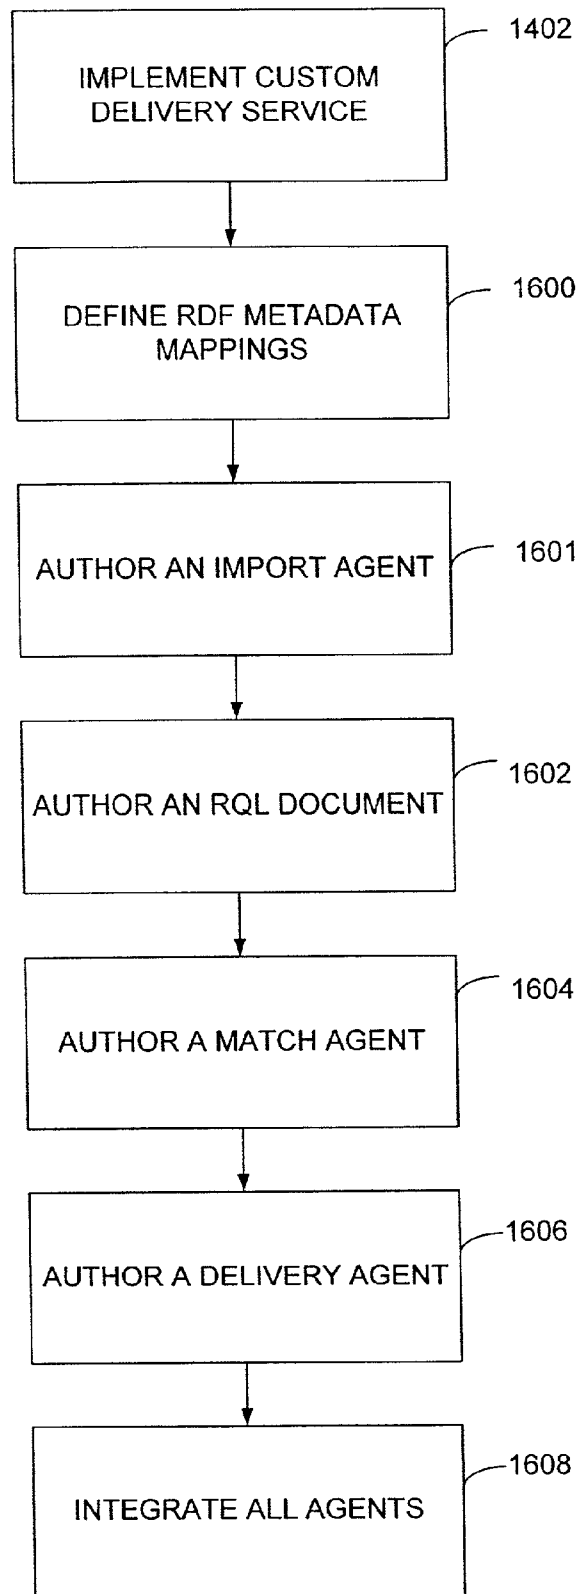 1402
IMPLEMENT CUSTOM
DELIVERY SERVICE
1600
DEFINE RDF METADATA
MAPPINGS
1601
AUTHOR AN IMPORT AGENT
1602
AUTHOR AN RQL DOCUMENT
1604
AUTHOR A MATCH AGENT
1606
AUTHOR A DELIVERY AGENT
1608
INTEGRATE ALL AGENTS